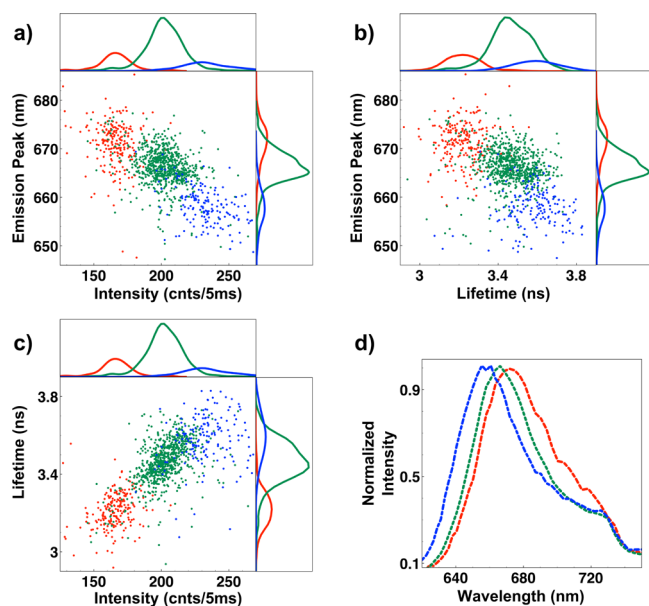 a)
Emission Peak (nm)
680
670
660
650
150 200 250
Intensity (cnts/5ms)
b)
Emission Peak (nm)
680
670
660
650
3 3.4 3.8
Lifetime (ns)
c)
Lifetime (ns)
3.8
3.4
3
150 200 250
Intensity (cnts/5ms)
d)
Normalized
Intensity
0.9
0.5
0.1
640 680 720
Wavelength (nm)